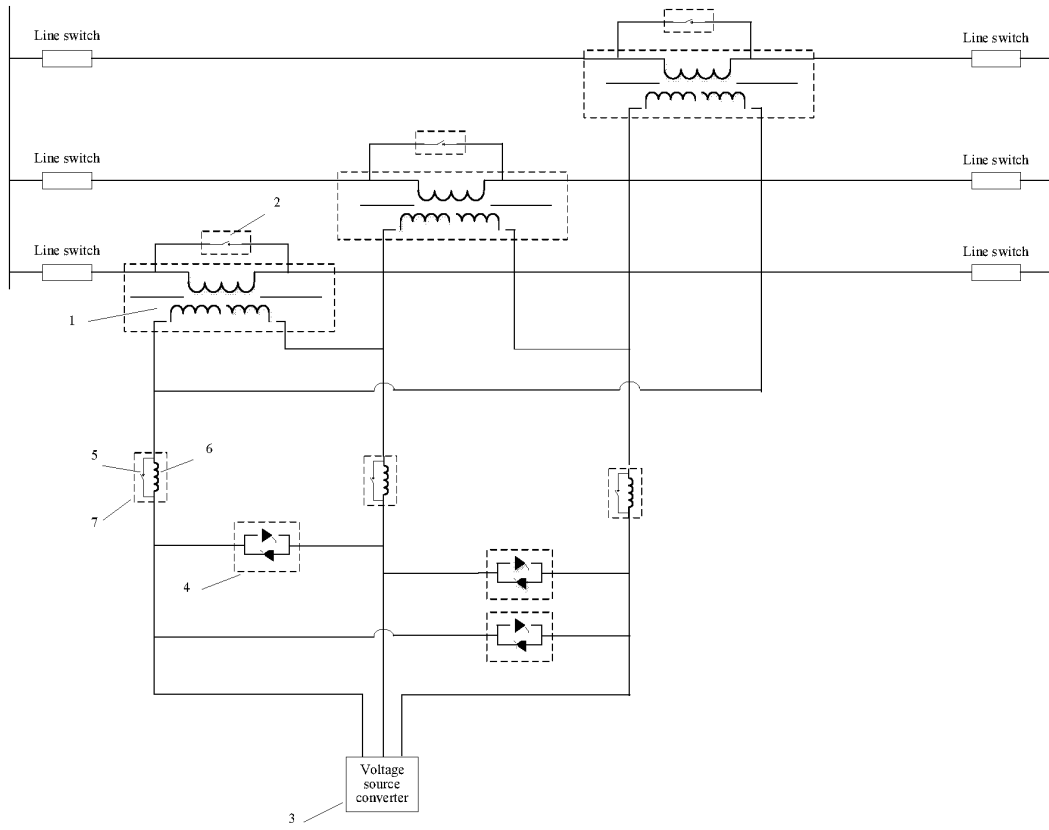 Line switch
Line switch
Line switch
Line switch
2
Line switch
Line switch
1
5
6
7
4
Voltage
source
converter
3